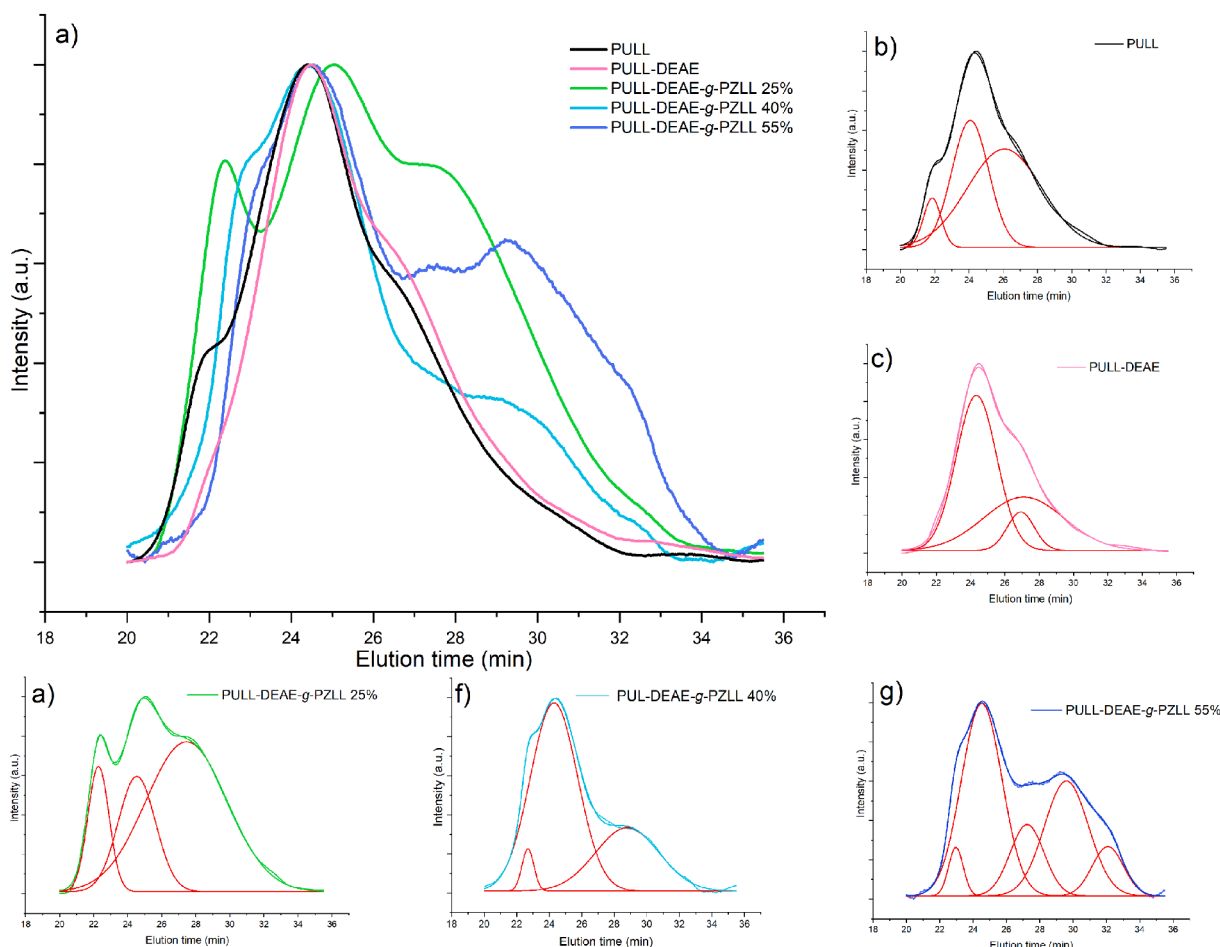 a)
PULL
PULL-DEAE
PULL-DEAE-g-PZLL 25%
PULL-DEAE-g-PZLL 40%
PULL-DEAE-g-PZLL 55%
Intensity (a.u.)
18 20 22 24 26 28 30 32 34 36
Elution time (min)
b)
PULL
Intensity (a.u.)
18 20 22 24 26 28 30 32 34 36
Elution time (min)
c)
PULL-DEAE
Intensity (a.u.)
18 20 22 24 26 28 30 32 34 36
Elution time (min)
a)
PULL-DEAE-g-PZLL 25%
Intensity (a.u.)
18 20 22 24 26 28 30 32 34 36
Elution time (min)
f)
PUL-DEAE-g-PZLL 40%
Intensity (a.u.)
18 20 22 24 26 28 30 32 34 36
Elution time (min)
g)
PULL-DEAE-g-PZLL 55%
Intensity (a.u.)
18 20 22 24 26 28 30 32 34 36
Elution time (min)